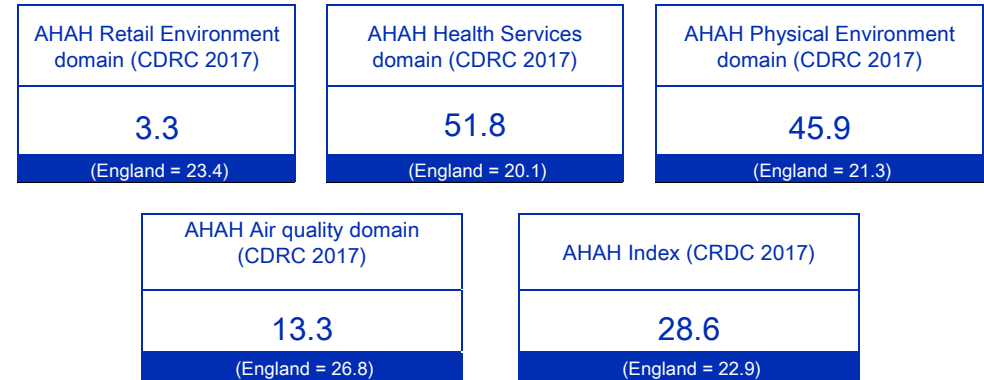 AHAH Retail Environment
domain (CDRC 2017)
3.3
(England = 23.4)
AHAH Health Services
domain (CDRC 2017)
51.8
(England = 20.1)
AHAH Physical Environment
domain (CDRC 2017)
45.9
(England = 21.3)
AHAH Air quality domain
(CDRC 2017)
13.3
(England = 26.8)
AHAH Index (CRDC 2017)
28.6
(England = 22.9)